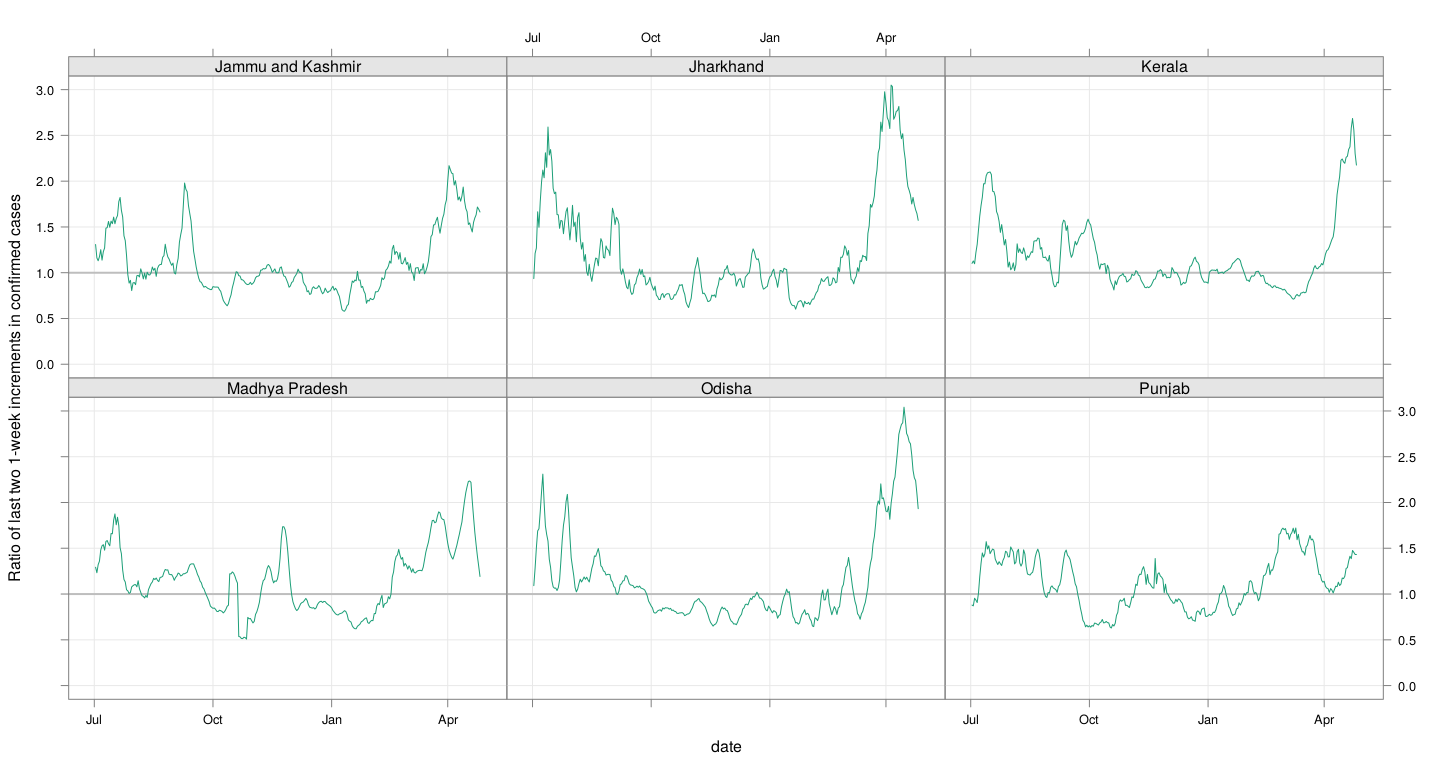 Jul Oct Jan Apr
Jammu and Kashmir Jharkhand Kerala
3.0
2.5
2.0
1.5
1.0
0.5
0.0
Ratio of last two 1-week increments in confirmed cases
Madhya Pradesh Odisha Punjab
3.0
2.5
2.0
1.5
1.0
0.5
0.0
Jul Oct Jan Apr Jul Oct Jan Apr
date